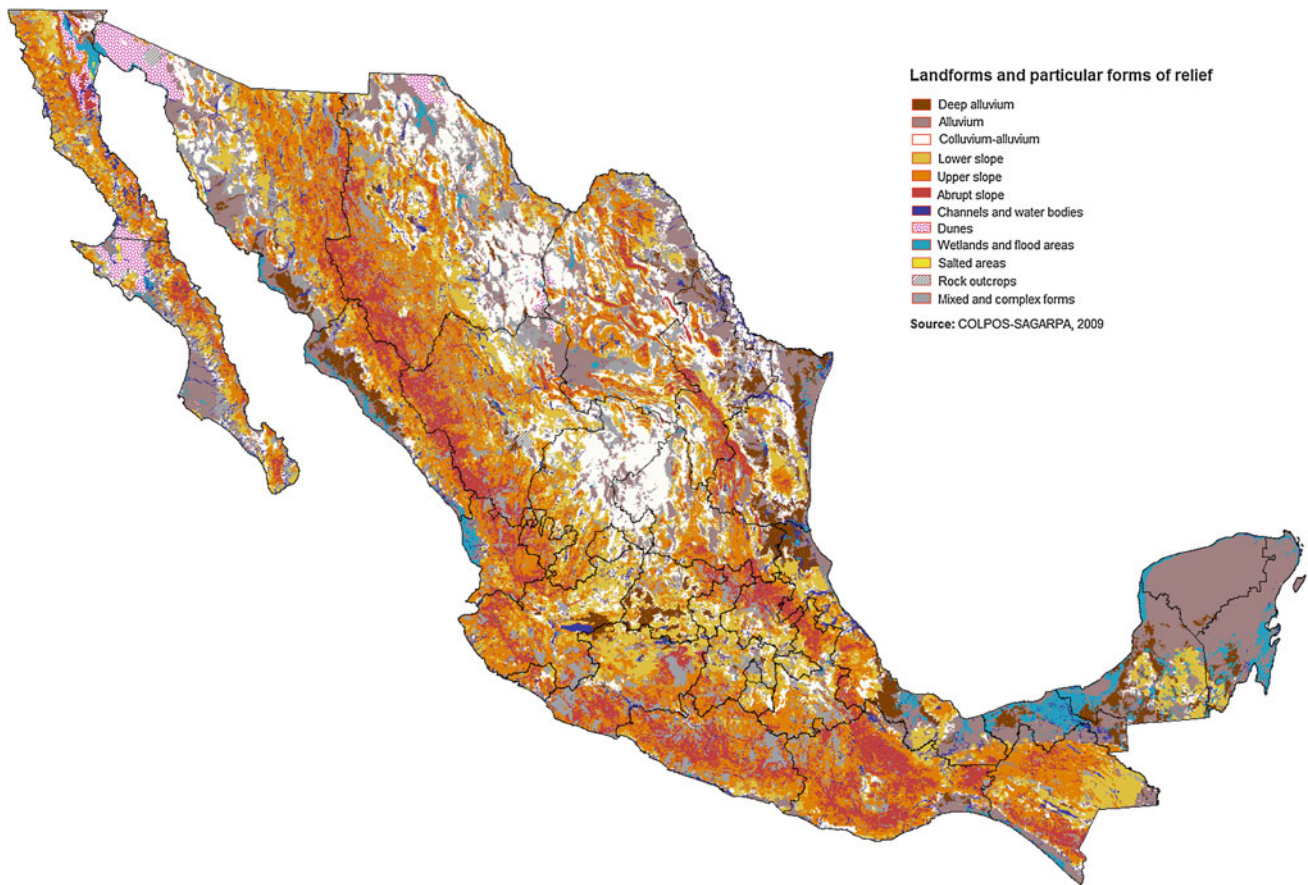 Landforms and particular forms of relief
Deep alluvium
Alluvium
Colluvium-alluvium
Lower slope
Upper slope
Abrupt slope
Channels and water bodies
Dunes
Wetlands and flood areas
Salted areas
Rock outcrops
Mixed and complex forms
Source: COLPOS-SAGARPA, 2009